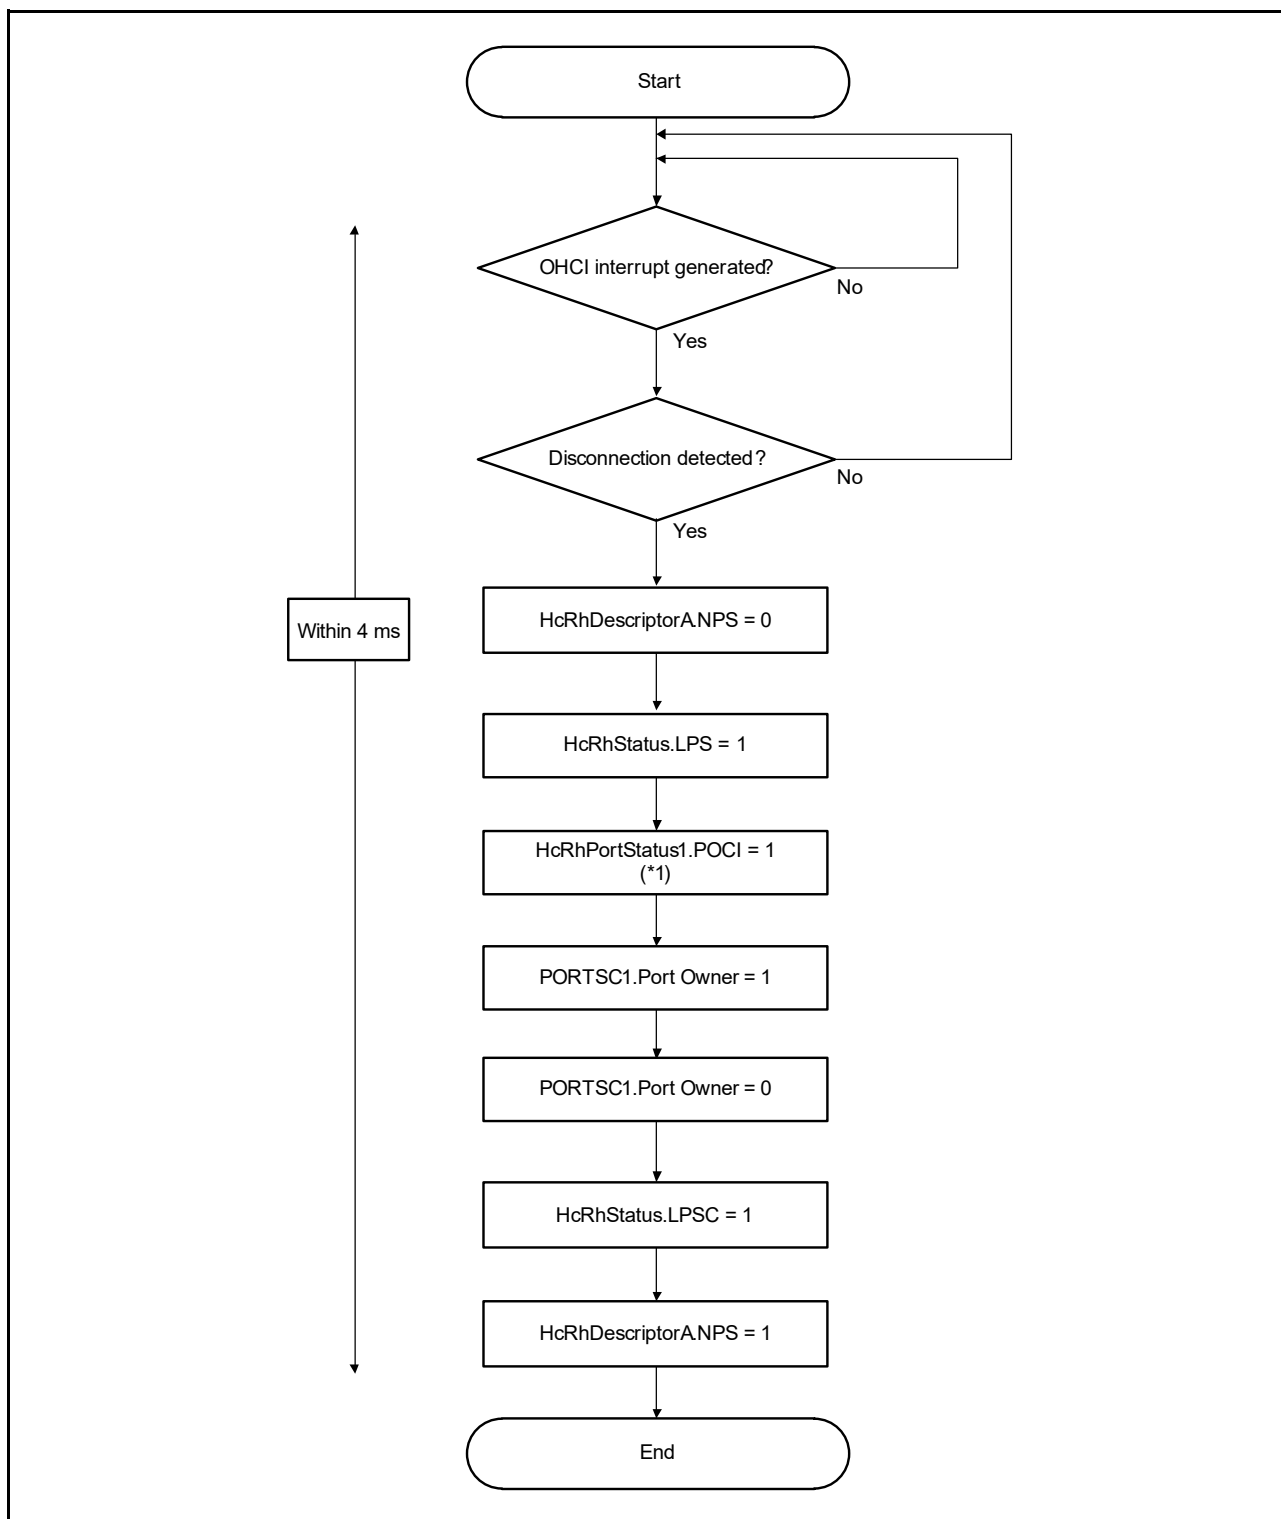 Start
OHCI interrupt generated?
No
Yes
Disconnection detected?
No
Yes
HcRhDescriptorA.NPS = 0
Within 4 ms
HcRhStatus.LPS = 1
HcRhPortStatus1.POCI = 1
(*1)
PORTSC1.Port Owner = 1
PORTSC1.Port Owner = 0
HcRhStatus.LPSC = 1
HcRhDescriptorA.NPS = 1
End